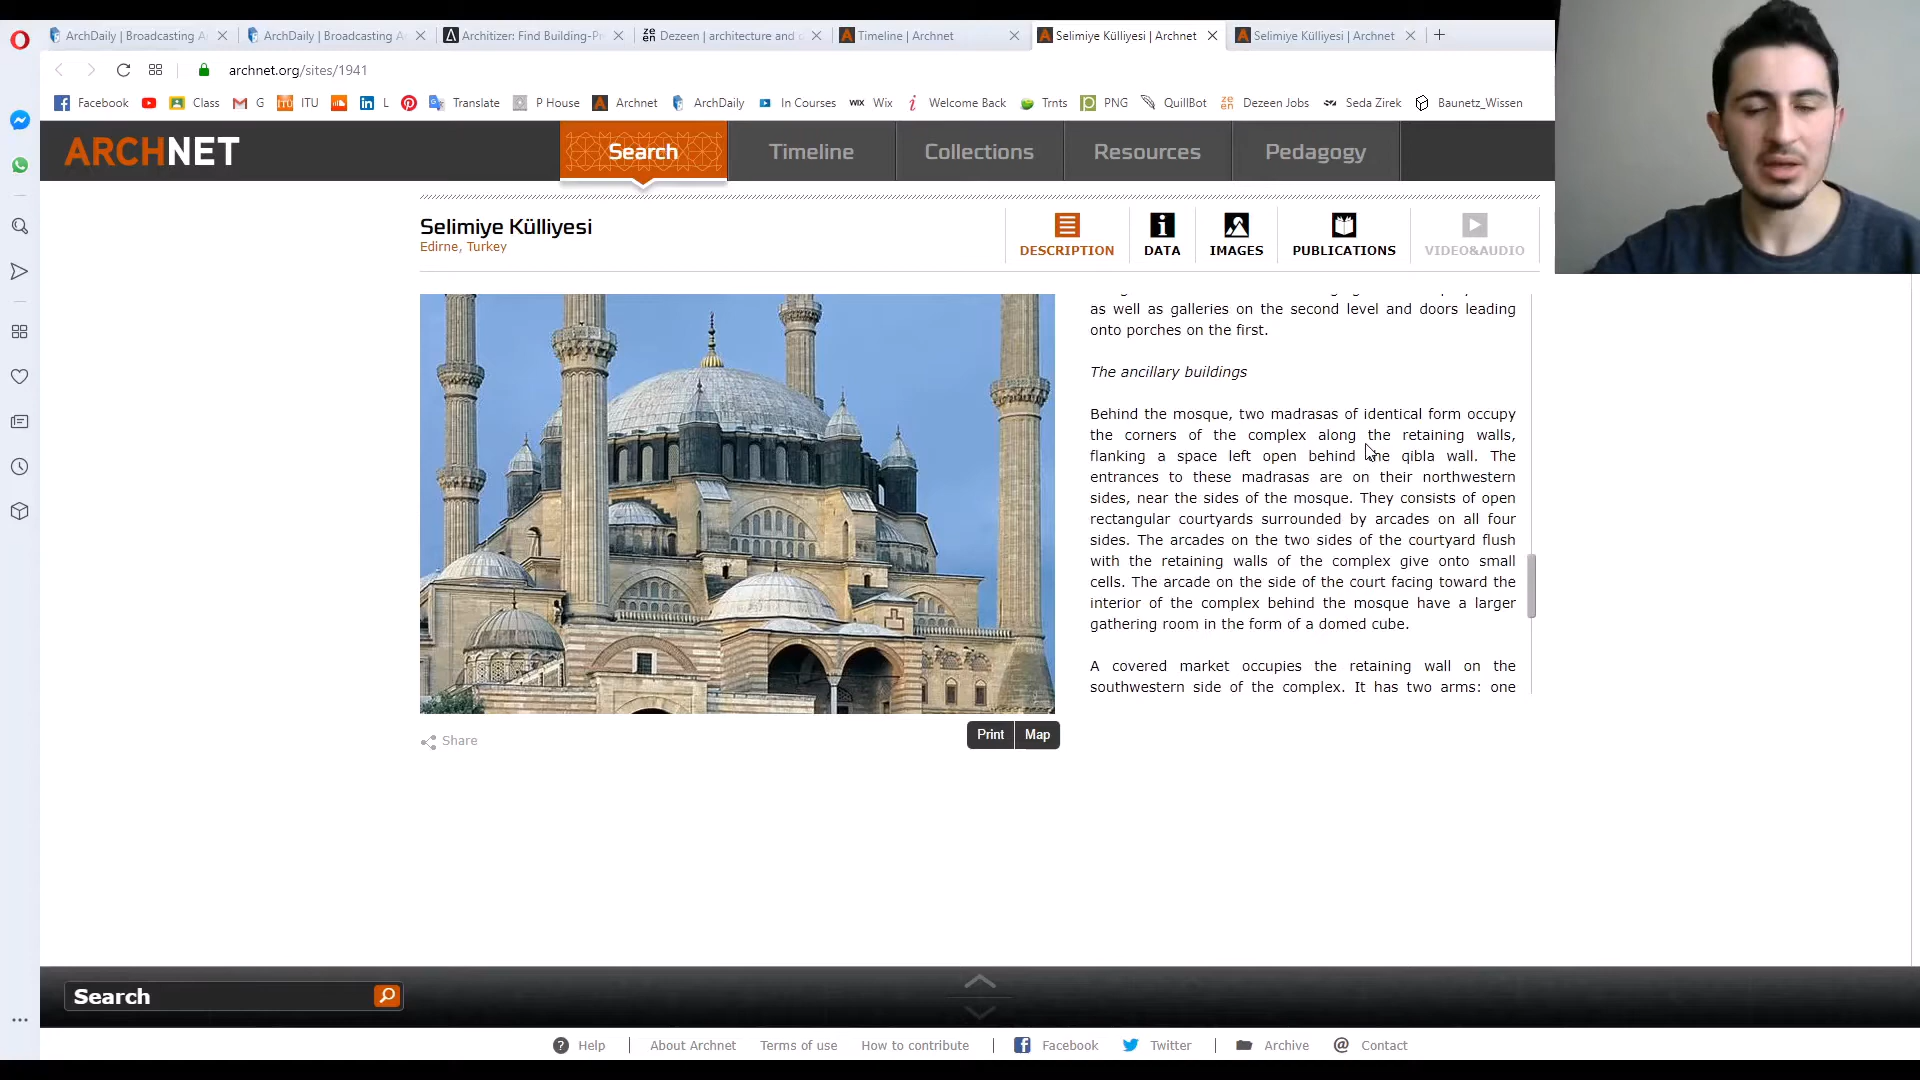 ArchDaily | Broadcasting A
ArchDaily | Broadcasting A
Architizer: Find Building-P
Dezeen | architecture and
Timeline | Archnet
Selimiye Külliyesi | Archnet
Selimiye Külliyesi | Archnet
archnet.org/sites/1941
Facebook
Class
G
ITU
L
Translate
P House
Archnet
ArchDaily
In Courses
WiX Wix
Welcome Back
Trnts
PNG
QuillBot
Dezeen Jobs
Seda Zirek
Baunetz_Wissen
ARCHNET
Search
Timeline
Collections
Resources
Pedagogy
Selimiye Külliyesi
Edirne, Turkey
DESCRIPTION
DATA
IMAGES
PUBLICATIONS
VIDEO&AUDIO
as well as galleries on the second level and doors leading
onto porches on the first.
The ancillary buildings
Behind the mosque, two madrasas of identical form occupy
the corners of the complex along the retaining walls,
flanking a space left open behind the qibla wall. The
entrances to these madrasas are on their northwestern
sides, near the sides of the mosque. They consists of open
rectangular courtyards surrounded by arcades on all four
sides. The arcades on the two sides of the courtyard flush
with the retaining walls of the complex give onto small
cells. The arcade on the side of the court facing toward the
interior of the complex behind the mosque have a larger
gathering room in the form of a domed cube.
A covered market occupies the retaining wall on the
southwestern side of the complex. It has two arms: one
Share
Print
Map
Search
Help
About Archnet
Terms of use
How to contribute
Facebook
Twitter
Archive
Contact